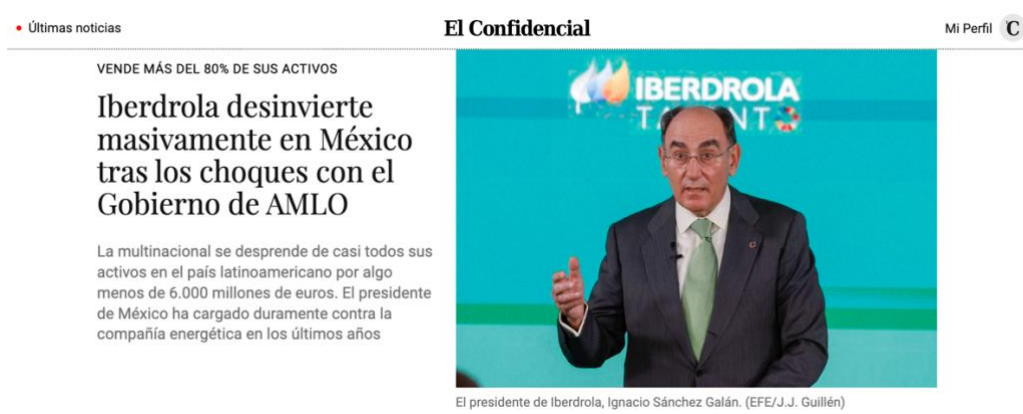 Últimas noticias
El Confidencial
Mi Perfil
C
VENDE MÁS DEL 80% DE SUS ACTIVOS
Iberdrola desinvierte
masivamente en México
tras los choques con el
Gobierno de AMLO
La multinacional se desprende de casi todos sus
activos en el país latinoamericano por algo
menos de 6.000 millones de euros. El presidente
de México ha cargado duramente contra la
compañía energética en los últimos años
IBERDROLA
El presidente de Iberdrola, Ignacio Sánchez Galán. (EFE/J.J. Guillén)